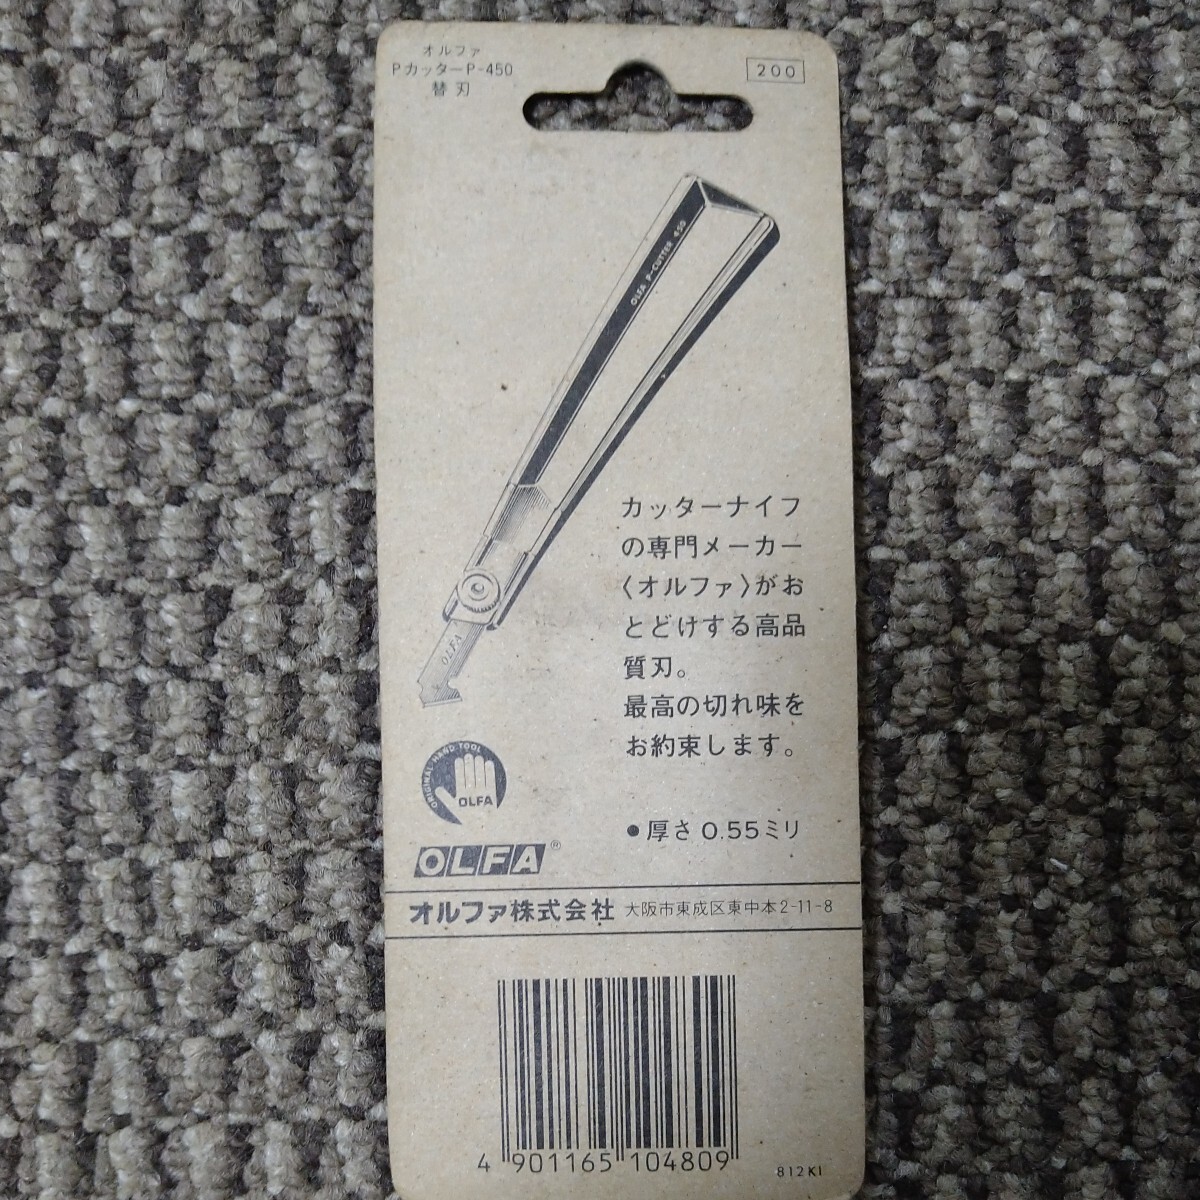 オルファ
PカッターP-450
替刃
200
OLFA P-CUTTER 450
OLFA
カッターナイフ
の専門メーカー
〈オルファ〉がお
とどけする高品
質刃。
最高の切れ味を
お約束します。
ORIGINAL HAND TOOL
OLFA
●厚さ 0.55ミリ
OLFA®
オルファ株式会社 大阪市東成区東中本2-11-8
4 901165 104809
812KI